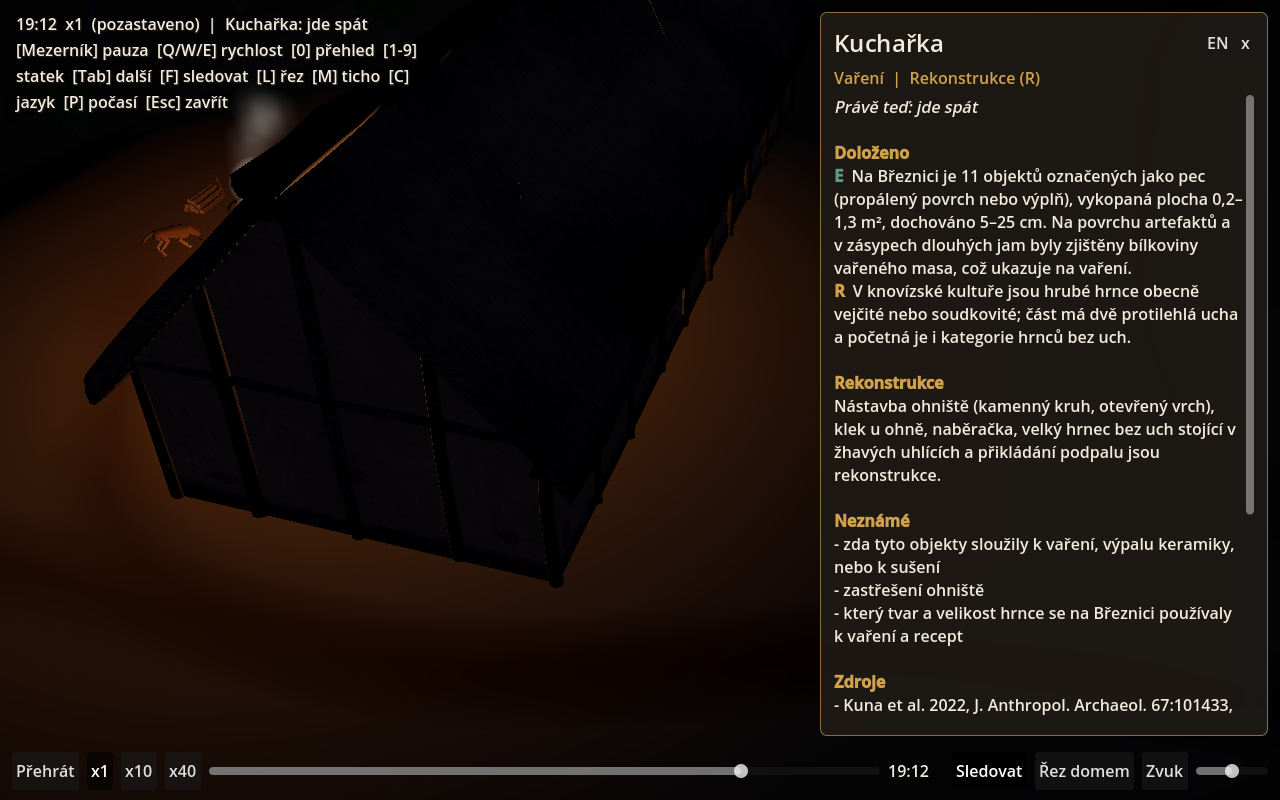 19:12  x1  (pozastaveno)  |  Kuchařka: jde spát
[Mezerník] pauza  [Q/W/E] rychlost  [0] přehled  [1-9]
statek  [Tab] další  [F] sledovat  [L] řez  [M] ticho  [C]
jazyk  [P] počasí  [Esc] zavřít
Kuchařka
EN  x
Vaření  |  Rekonstrukce (R)
Právě teď: jde spát
Doloženo
E  Na Březnici je 11 objektů označených jako pec
(propálený povrch nebo výplň), vykopaná plocha 0,2–
1,3 m², dochováno 5–25 cm. Na povrchu artefaktů a
v zásypech dlouhých jam byly zjištěny bílkoviny
vařeného masa, což ukazuje na vaření.
R  V knovízské kultuře jsou hrubé hrnce obecně
vejčité nebo soudkovité; část má dvě protilehlá ucha
a početná je i kategorie hrnců bez uch.
Rekonstrukce
Nástavba ohniště (kamenný kruh, otevřený vrch),
klek u ohně, naběračka, velký hrnec bez uch stojící v
žhavých uhlících a přikládání podpalu jsou
rekonstrukce.
Neznámé
- zda tyto objekty sloužily k vaření, výpalu keramiky,
nebo k sušení
- zastřešení ohniště
- který tvar a velikost hrnce se na Březnici používaly
k vaření a recept
Zdroje
- Kuna et al. 2022, J. Anthropol. Archaeol. 67:101433,
Přehrát  x1  x10  x40  19:12  Sledovat  Řez domem  Zvuk